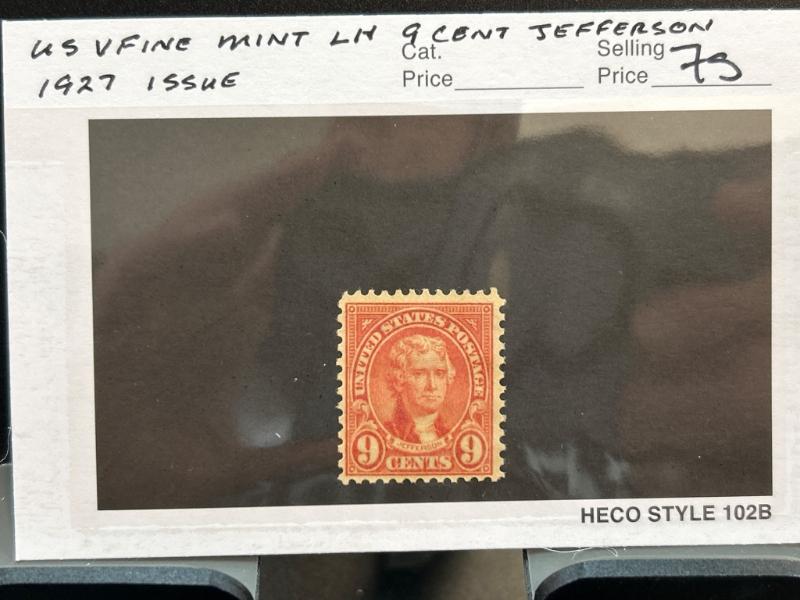 US VFINE MINT LH 9 CENT JEFFERSON
1927 ISSUE
Cat. Price
Selling Price
HECO STYLE 102B
UNITED STATES POSTAGE
JEFFERSON
9 CENTS 9